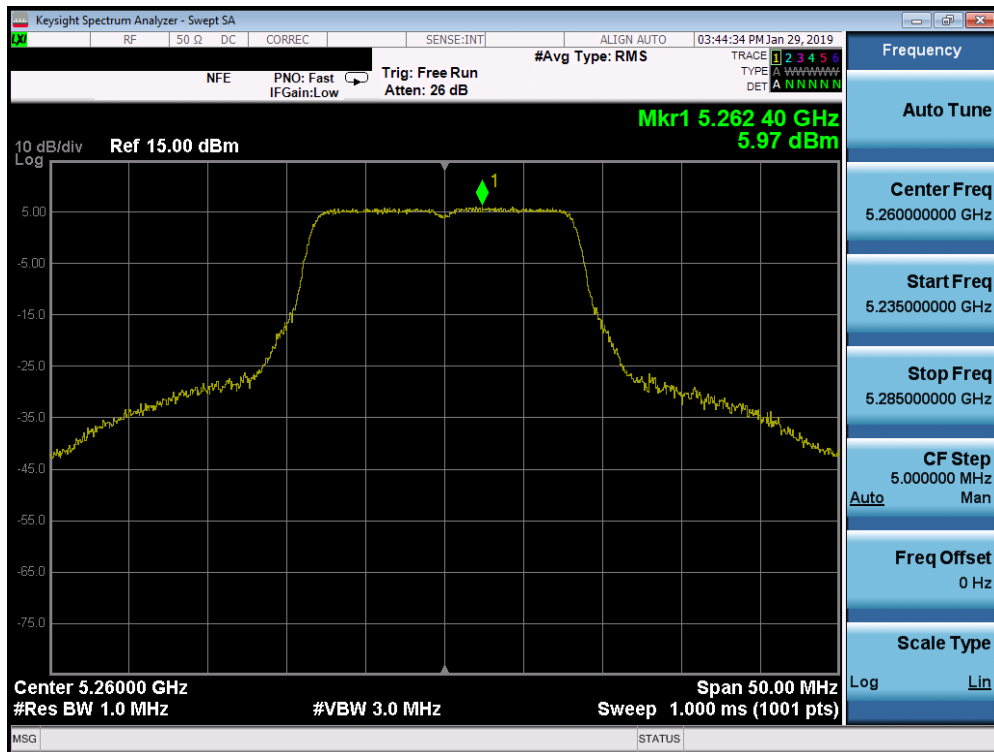 Keysight Spectrum Analyzer - Swept SA
LXI RF 50 Ω DC CORREC SENSE:INT ALIGN AUTO 03:44:34 PM Jan 29, 2019
#Avg Type: RMS TRACE 1 2 3 4 5 6
NFE PNO: Fast Trig: Free Run TYPE A WWWWW
IFGain:Low Atten: 26 dB DET A N N N N N
Mkr1 5.262 40 GHz
5.97 dBm
10 dB/div Ref 15.00 dBm
Log
1
5.00
-5.00
-15.0
-25.0
-35.0
-45.0
-55.0
-65.0
-75.0
Center 5.26000 GHz Span 50.00 MHz
#Res BW 1.0 MHz #VBW 3.0 MHz Sweep 1.000 ms (1001 pts)
MSG STATUS
Frequency
Auto Tune
Center Freq
5.260000000 GHz
Start Freq
5.235000000 GHz
Stop Freq
5.285000000 GHz
CF Step
5.000000 MHz
Auto Man
Freq Offset
0 Hz
Scale Type
Log Lin